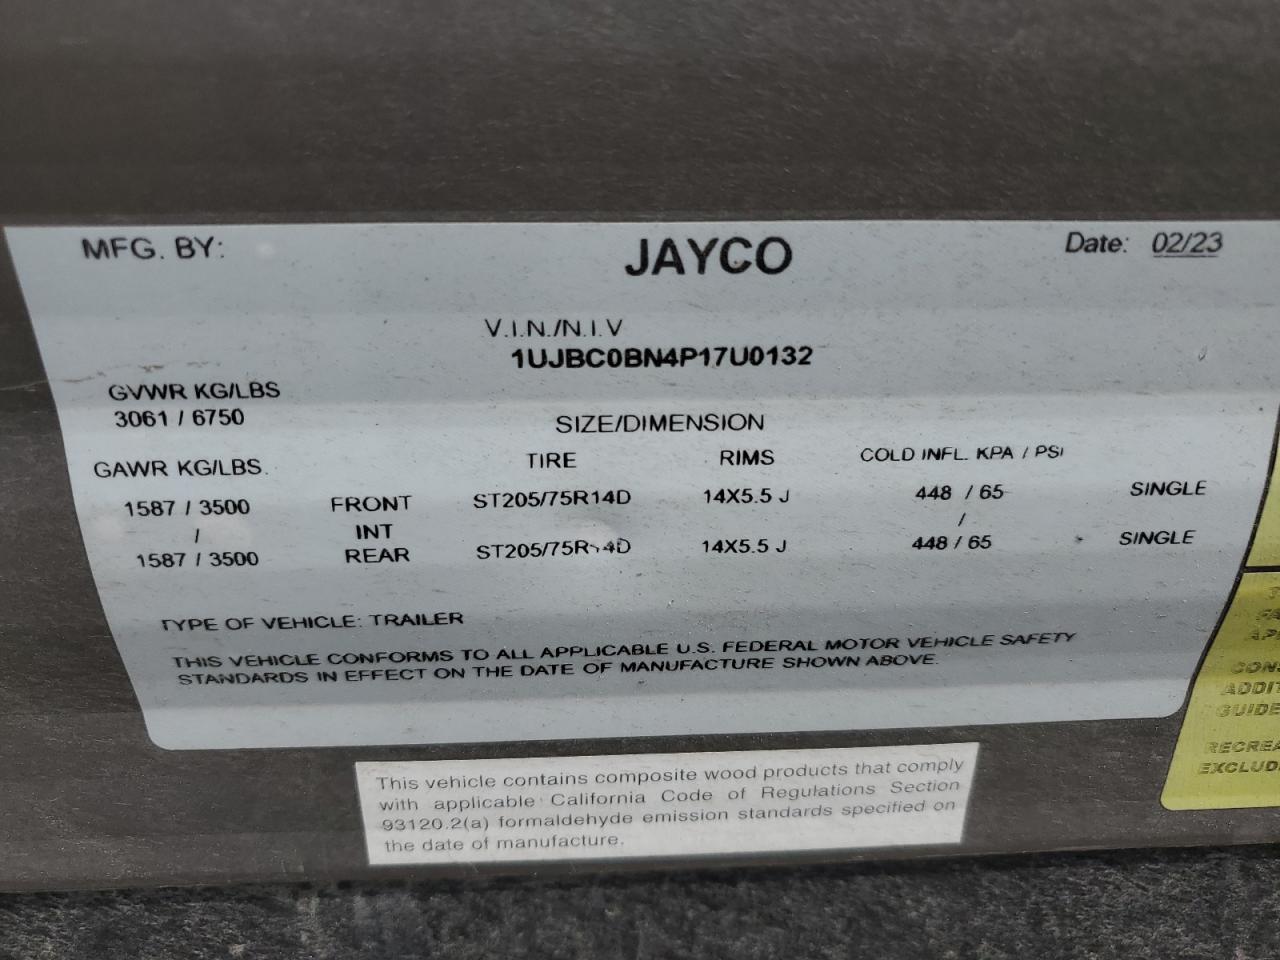 MFG. BY: JAYCO Date: 02/23
V.I.N./N.I.V
1UJBC0BN4P17U0132
GVWR KG/LBS
3061 / 6750
SIZE/DIMENSION
GAWR KG/LBS. TIRE RIMS COLD INFL. KPA / PSI
1587 / 3500 FRONT ST205/75R14D 14X5.5 J 448 / 65 SINGLE
/ INT /
1587 / 3500 REAR ST205/75R14D 14X5.5 J 448 / 65 SINGLE
TYPE OF VEHICLE: TRAILER
THIS VEHICLE CONFORMS TO ALL APPLICABLE U.S. FEDERAL MOTOR VEHICLE SAFETY
STANDARDS IN EFFECT ON THE DATE OF MANUFACTURE SHOWN ABOVE.
This vehicle contains composite wood products that comply
with applicable California Code of Regulations Section
93120.2(a) formaldehyde emission standards specified on
the date of manufacture.